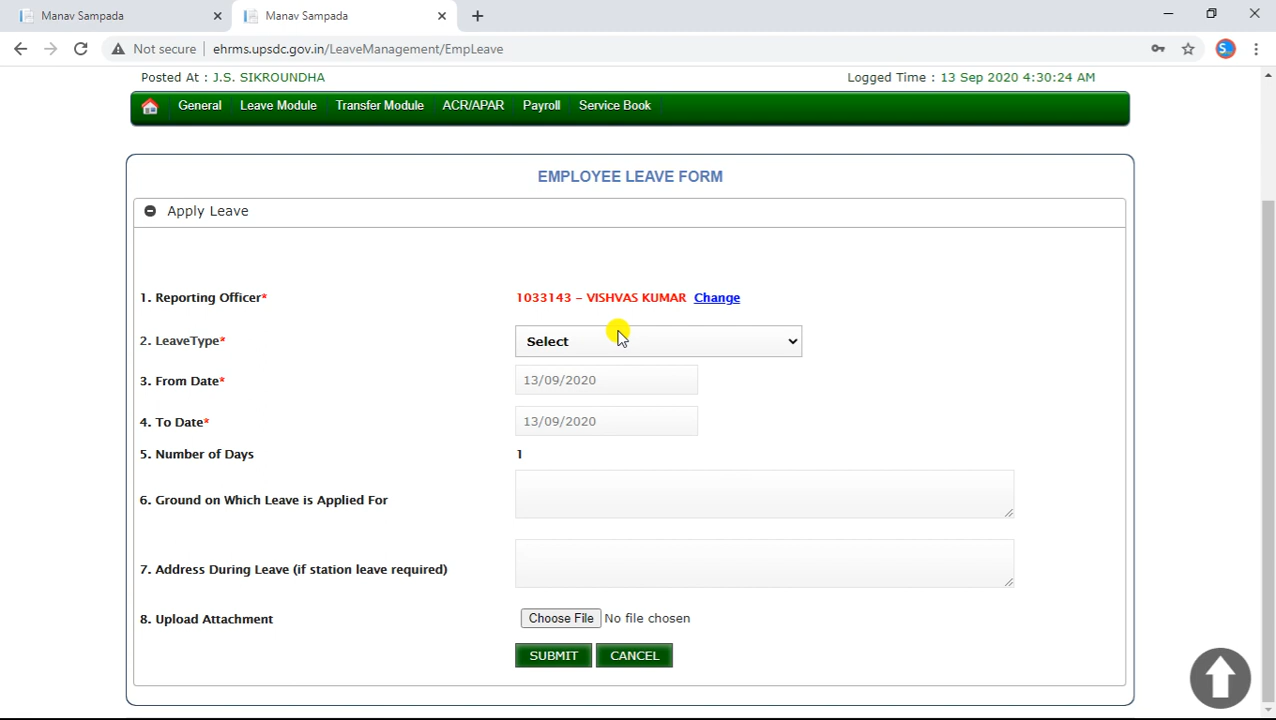 Manav Sampada
Manav Sampada
Not secure
ehrms.upsdc.gov.in/LeaveManagement/EmpLeave
S
Posted At : J.S. SIKROUNDHA
Logged Time : 13 Sep 2020 4:30:24 AM
General Leave Module Transfer Module ACR/APAR Payroll Service Book
EMPLOYEE LEAVE FORM
Apply Leave
1. Reporting Officer* 1033143 - VISHVAS KUMAR Change
2. LeaveType* Select
3. From Date* 13/09/2020
4. To Date* 13/09/2020
5. Number of Days 1
6. Ground on Which Leave is Applied For
7. Address During Leave (if station leave required)
8. Upload Attachment Choose File No file chosen
SUBMIT CANCEL